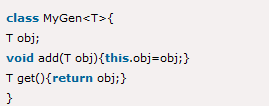 class MyGen<T>{
T obj;
void add(T obj){this.obj=obj;}
T get(){return obj;}
}